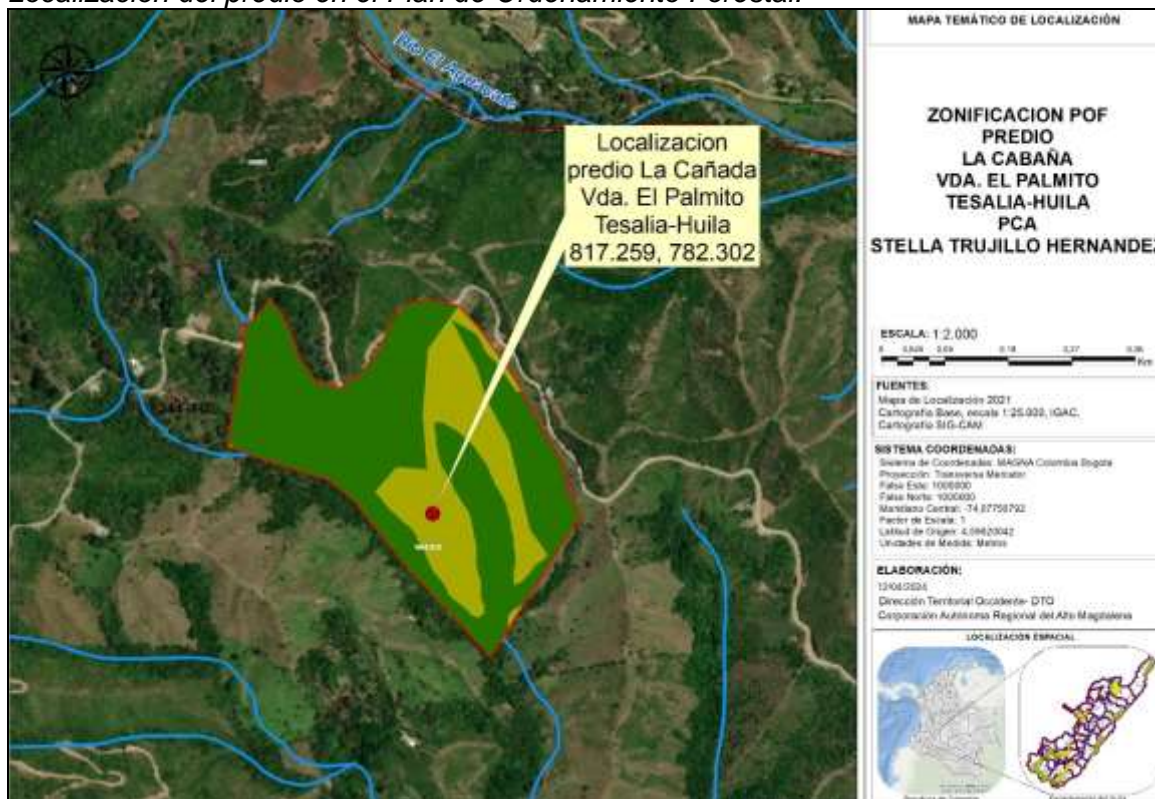 Localización del predio en el Plan de Ordenamiento Forestal.
MAPA TEMÁTICO DE LOCALIZACIÓN
Localizacion
predio La Cañada
Vda. El Palmito
Tesalia-Huila
817.259, 782.302
ZONIFICACION POF
PREDIO
LA CABAÑA
VDA. EL PALMITO
TESALIA-HUILA
PCA
STELLA TRUJILLO HERNANDEZ
ESCALA: 1:2.000
Km
FUENTES:
Mapa de Localización 2021
Cartografía Base, escala 1:25.000, IGAC.
Cartografía SIG-CAM
SISTEMA COORDENADAS:
Sistema de Coordenadas: MAGNA Colombia Bogota
Proyección: Transversa Mercator
Falso Este: 1000000
Falso Norte: 1000000
Meridiano Central: -74,07750792
Factor de Escala: 1
Latitud de Origen: 4,59620042
Unidades de Medida: Metros
ELABORACIÓN:
12/04/2024
Dirección Territorial Occidente- DTO
Corporación Autónoma Regional del Alto Magdalena
LOCALIZACIÓN ESPACIAL